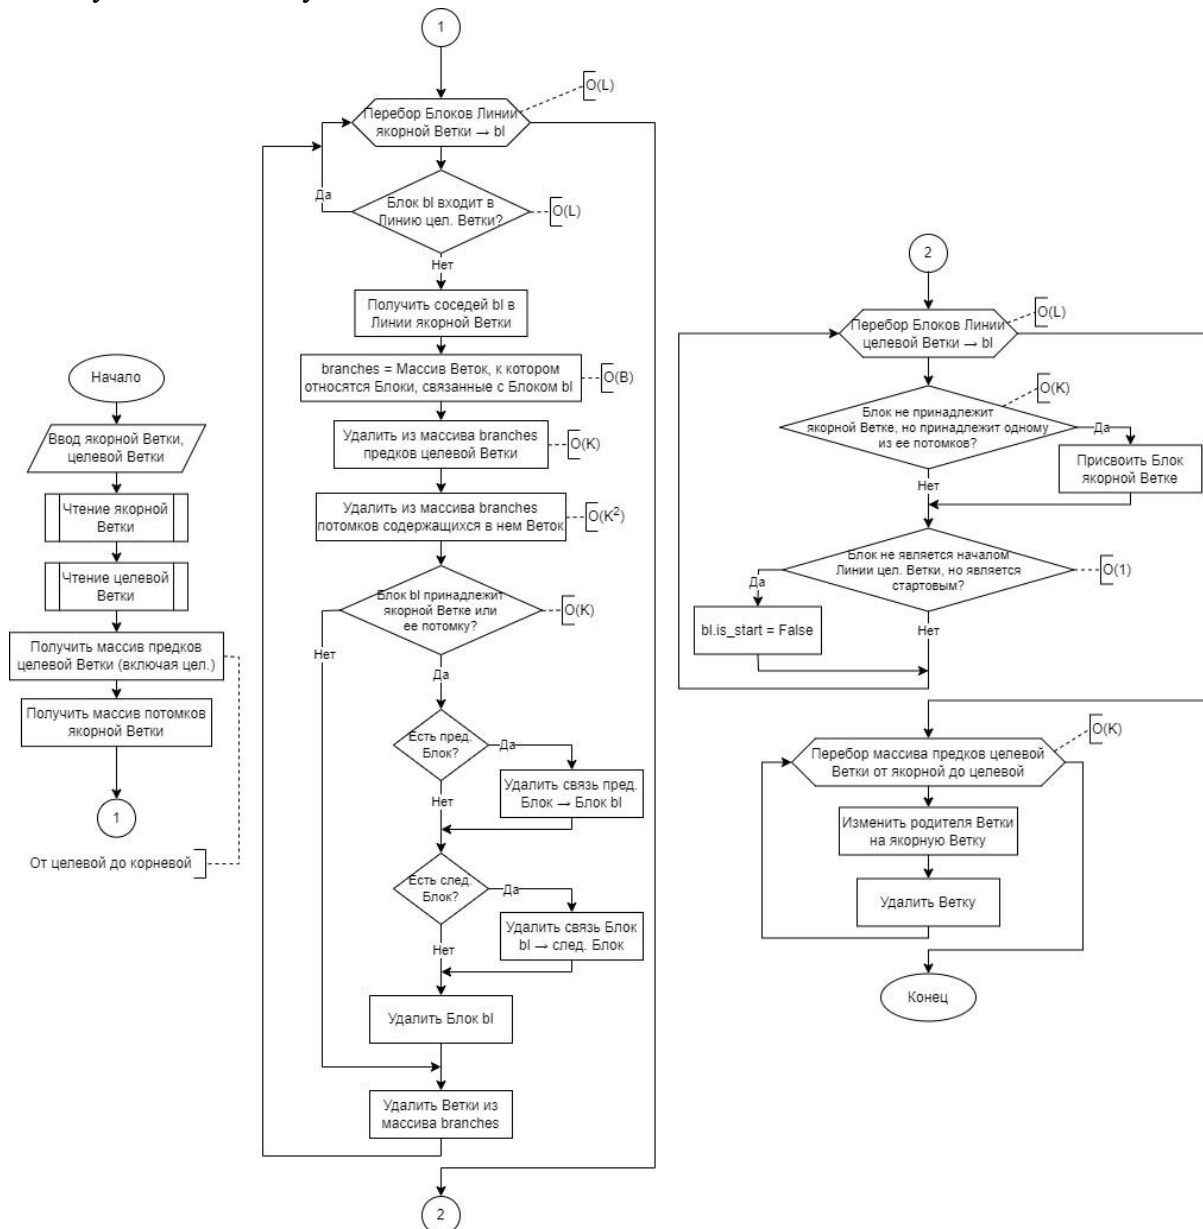 Начало
Ввод якорной Ветки,
целевой Ветки
Чтение якорной
Ветки
Чтение целевой
Ветки
Получить массив предков
целевой Ветки (включая цел.)
Получить массив потомков
якорной Ветки
1
От целевой до корневой
1
O(L)
Перебор Блоков Линии
якорной Ветки → bl
Да
Блок bl входит в
Линию цел. Ветки?
O(L)
Нет
Получить соседей bl в
Линии якорной Ветки
branches = Массив Веток, к котором
относятся Блоки, связанные с Блоком bl
O(B)
Удалить из массива branches
предков целевой Ветки
O(K)
Удалить из массива branches
потомков содержащихся в нем Веток
O(K²)
Блок bl принадлежит
якорной Ветке или
ее потомку?
O(K)
Нет
Да
Есть пред.
Блок?
Да
Удалить связь пред.
Блок → Блок bl
Нет
Есть след.
Блок?
Да
Удалить связь Блок
bl → след. Блок
Нет
Удалить Блок bl
Удалить Ветки из
массива branches
2
2
O(L)
Перебор Блоков Линии
целевой Ветки → bl
O(K)
Блок не принадлежит
якорной Ветке, но принадлежит одному
из ее потомков?
Да
Присвоить Блок
якорной Ветке
Нет
Блок не является началом
Линии цел. Ветки, но является
стартовым?
O(1)
Да
bl.is_start = False
Нет
O(K)
Перебор массива предков целевой
Ветки от якорной до целевой
Изменить родителя Ветки
на якорную Ветку
Удалить Ветку
Конец